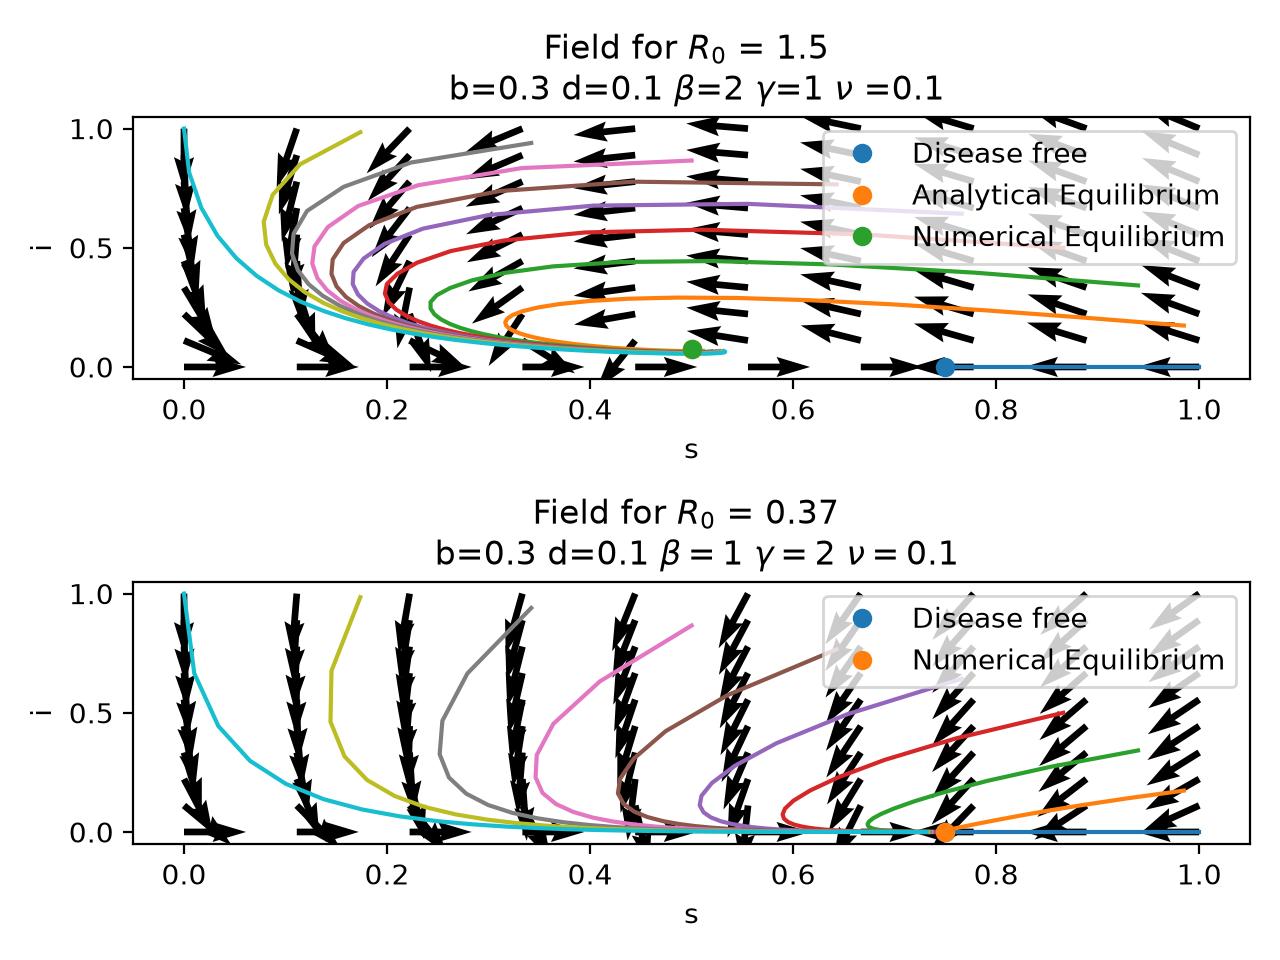 Field for R₀ = 1.5
b=0.3 d=0.1 β=2 γ=1 ν =0.1
1.0
0.5
0.0
i
Disease free
Analytical Equilibrium
Numerical Equilibrium
0.0 0.2 0.4 0.6 0.8 1.0
s
Field for R₀ = 0.37
b=0.3 d=0.1 β = 1 γ = 2 ν = 0.1
1.0
0.5
0.0
i
Disease free
Numerical Equilibrium
0.0 0.2 0.4 0.6 0.8 1.0
s